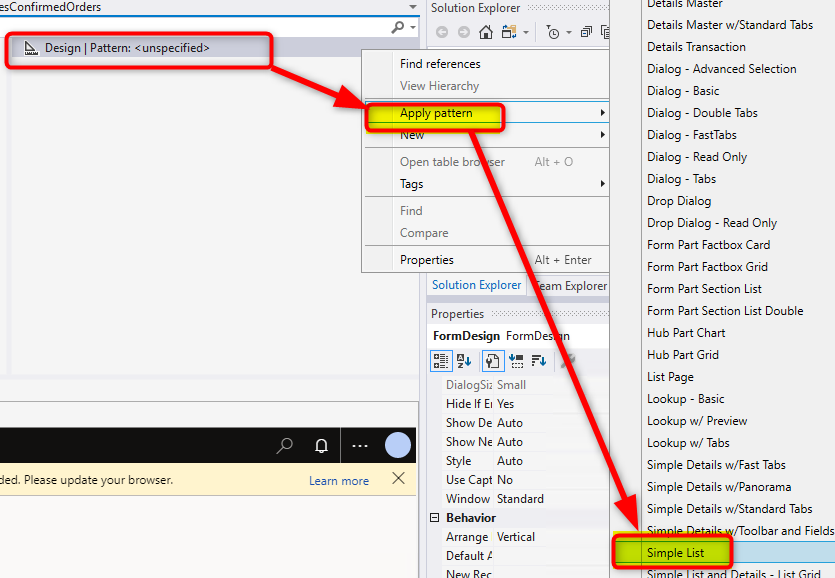 esConfirmedOrders
Design | Pattern: <unspecified>
Find references
View Hierarchy
Apply pattern
New
Open table browser Alt + O
Tags
Find
Compare
Properties Alt + Enter
ded. Please update your browser. Learn more
Solution Explorer
Solution Explorer Team Explorer
Properties
FormDesign FormDesign
DialogSiz Small
Hide If Er Yes
Show De Auto
Show Ne Auto
Style Auto
Use Capt No
Window Standard
Behavior
Arrange Vertical
Default A
New Rec
Details Master
Details Master w/Standard Tabs
Details Transaction
Dialog - Advanced Selection
Dialog - Basic
Dialog - Double Tabs
Dialog - FastTabs
Dialog - Read Only
Dialog - Tabs
Drop Dialog
Drop Dialog - Read Only
Form Part Factbox Card
Form Part Factbox Grid
Form Part Section List
Form Part Section List Double
Hub Part Chart
Hub Part Grid
List Page
Lookup - Basic
Lookup w/ Preview
Lookup w/ Tabs
Simple Details w/Fast Tabs
Simple Details w/Panorama
Simple Details w/Standard Tabs
Simple Details w/Toolbar and Fields
Simple List
Simple List and Details - List Grid